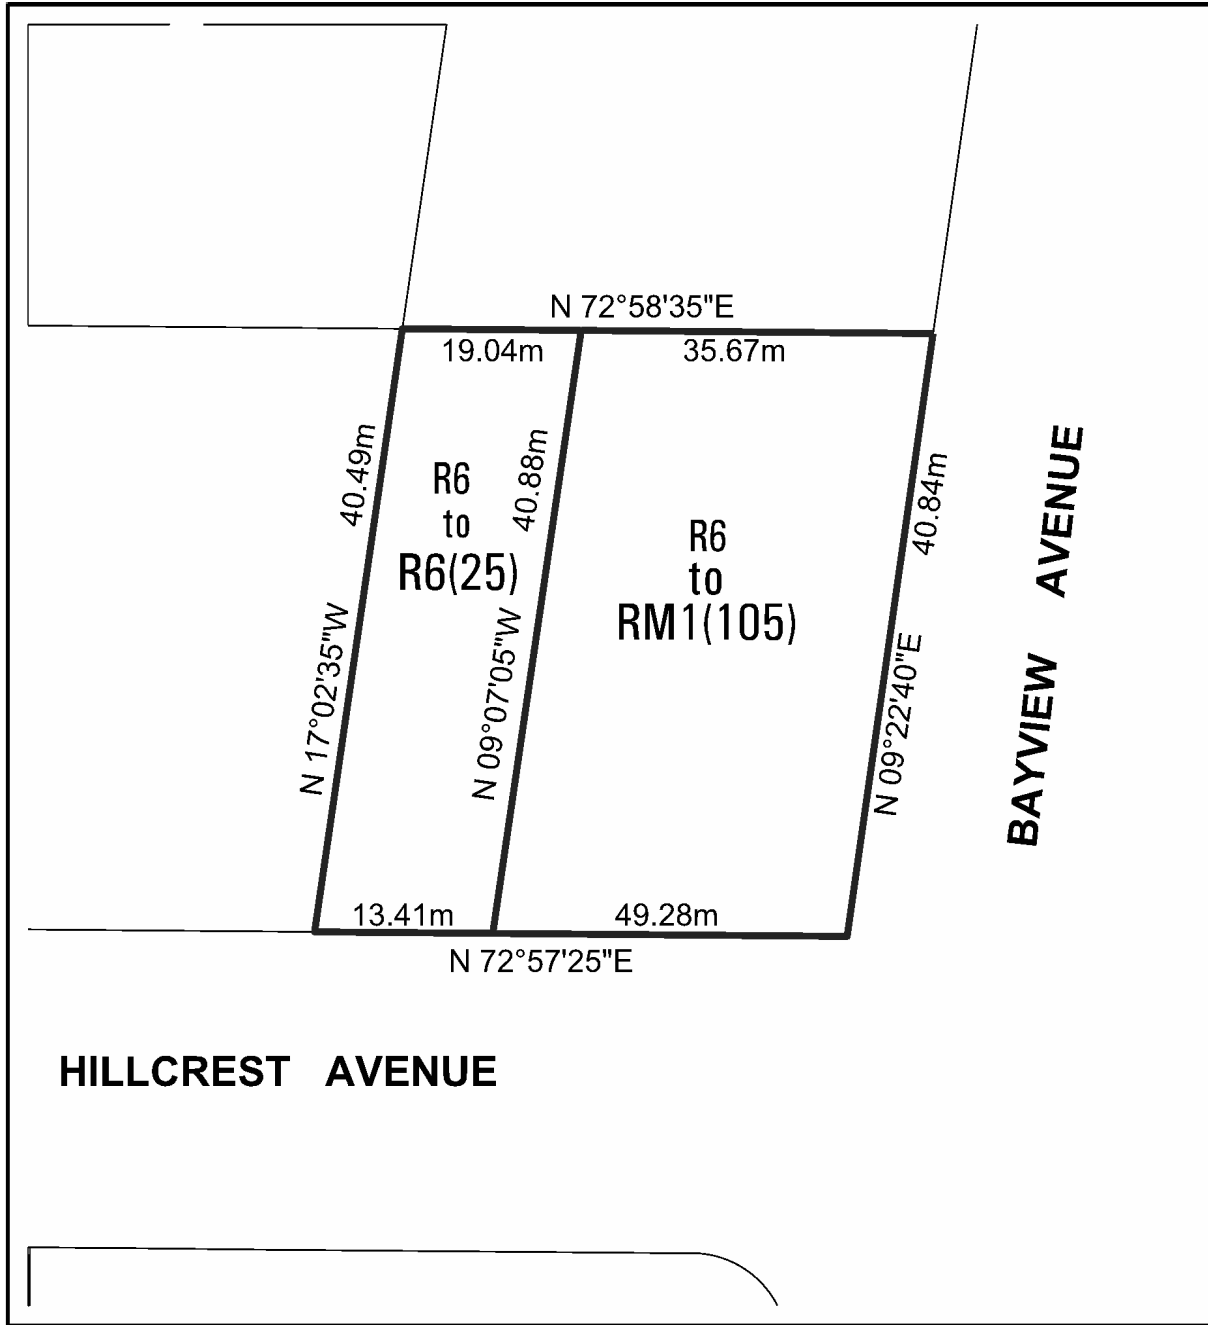 N 72°58'35"E
19.04m
35.67m
40.49m
N 17°02'35"W
R6
to
R6(25)
40.88m
N 09°07'05"W
R6
to
RM1(105)
40.84m
N 09°22'40"E
BAYVIEW AVENUE
13.41m
49.28m
N 72°57'25"E
HILLCREST AVENUE